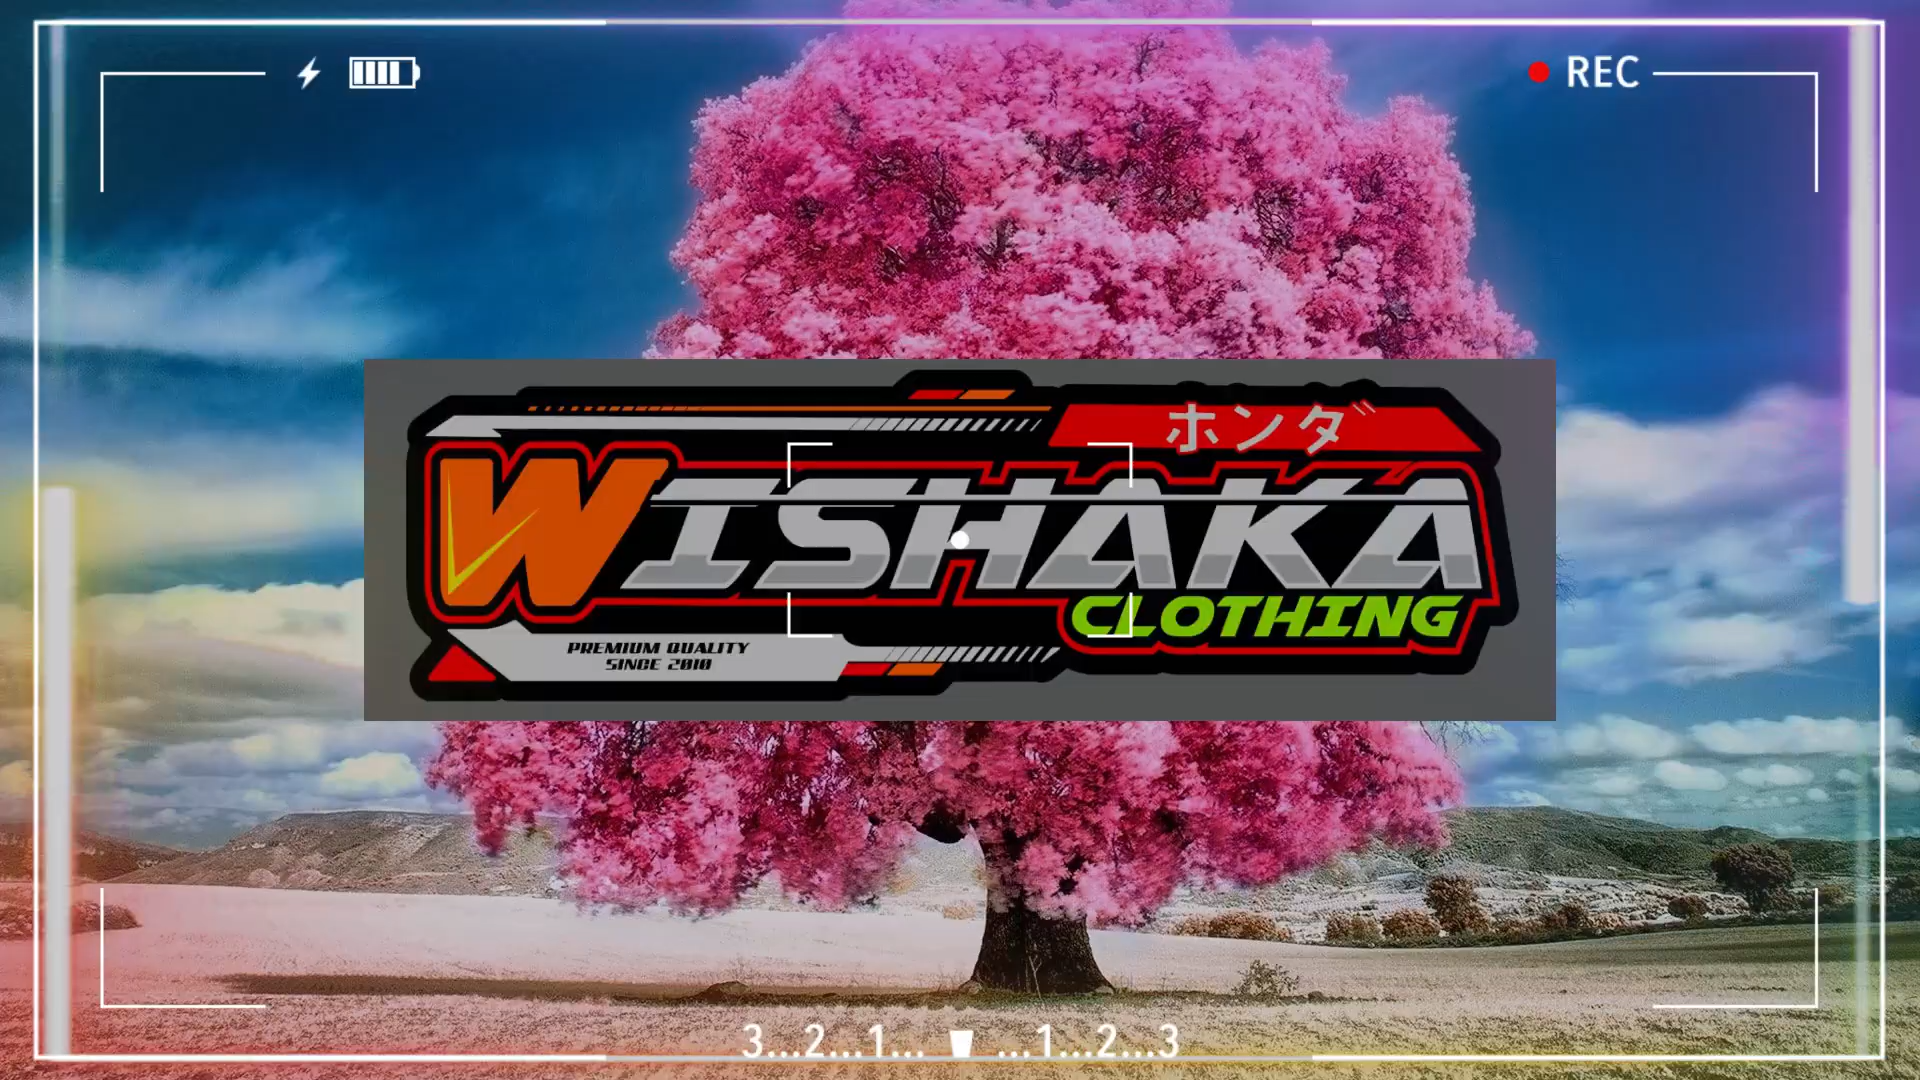 REC
ホンダ
WISHAKA
CLOTHING
PREMIUM QUALITY
SINCE 2010
3...2...1... ...1...2...3